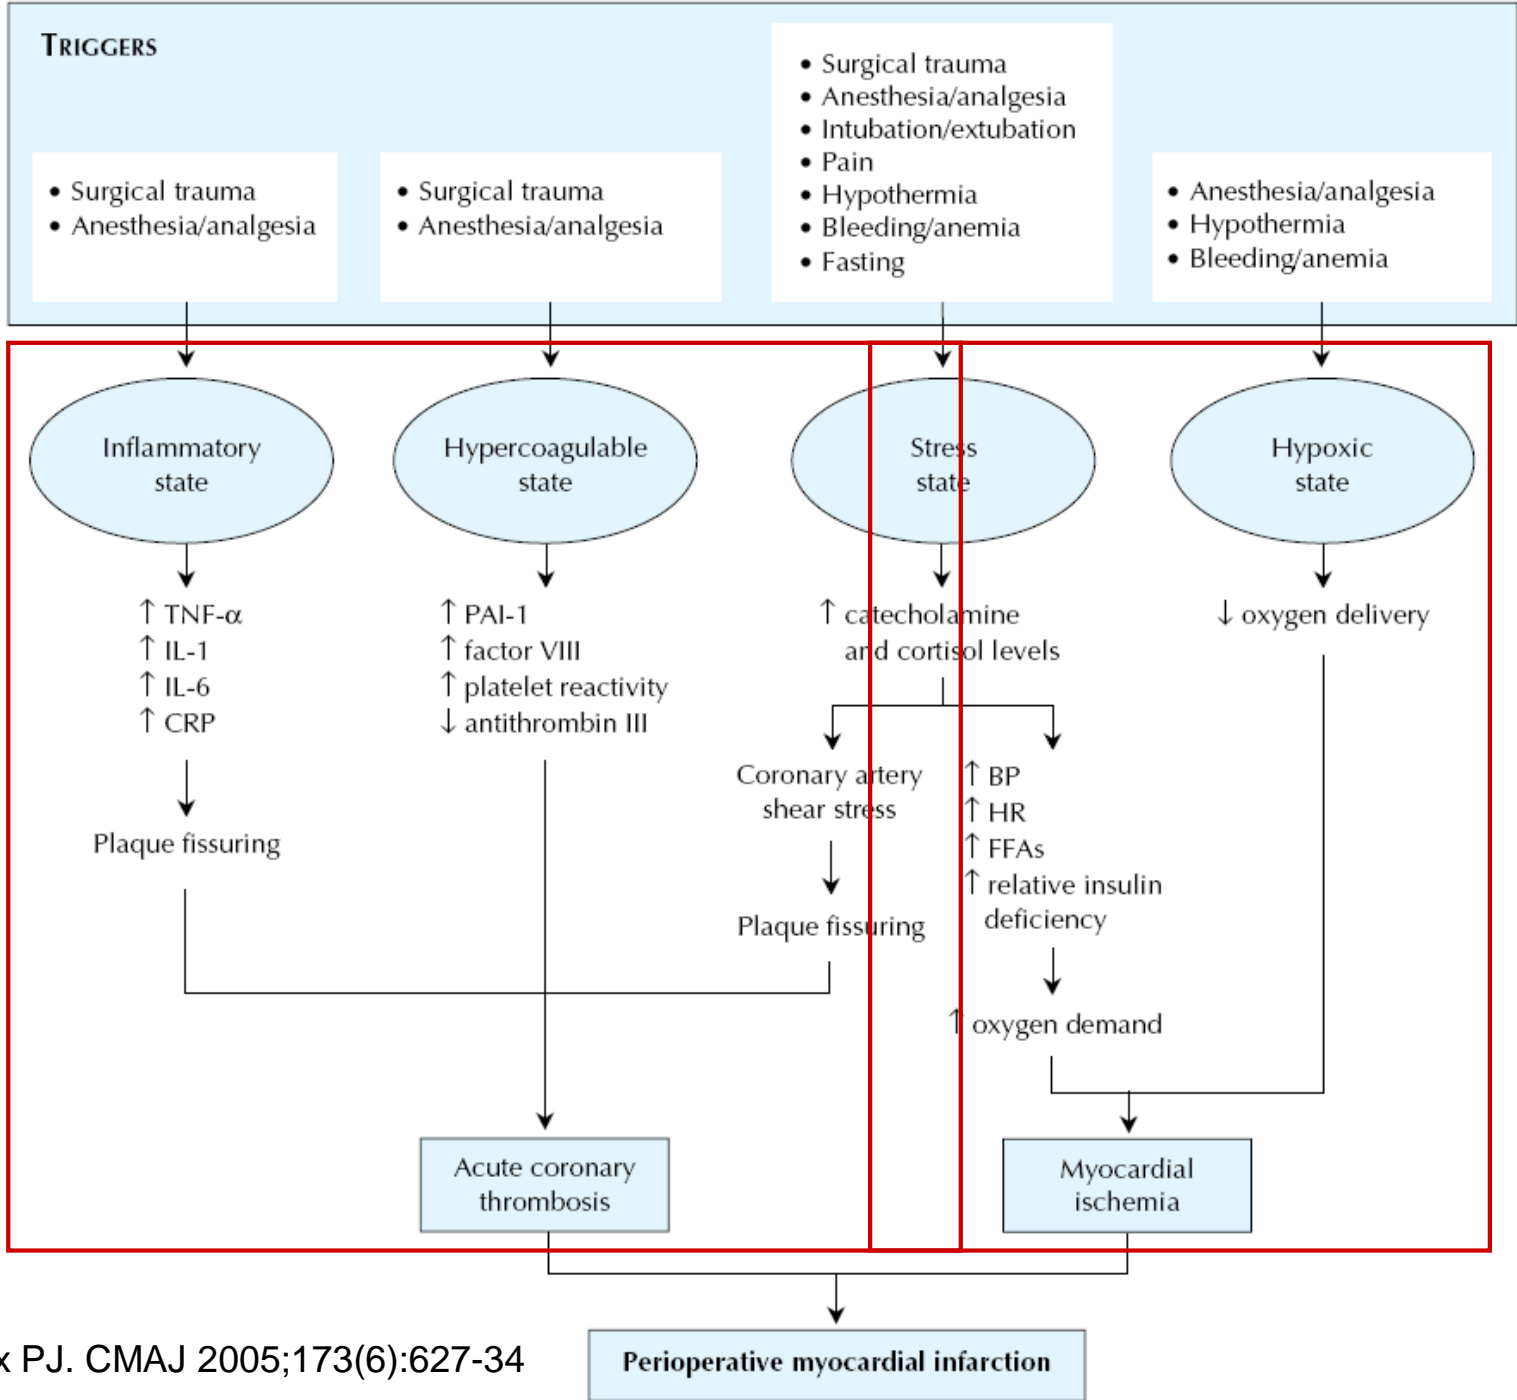 TRIGGERS
• Surgical trauma
• Anesthesia/analgesia
• Surgical trauma
• Anesthesia/analgesia
• Surgical trauma
• Anesthesia/analgesia
• Intubation/extubation
• Pain
• Hypothermia
• Bleeding/anemia
• Fasting
• Anesthesia/analgesia
• Hypothermia
• Bleeding/anemia
Inflammatory
state
Hypercoagulable
state
Stress
state
Hypoxic
state
↑ TNF-α
↑ IL-1
↑ IL-6
↑ CRP
Plaque fissuring
↑ PAI-1
↑ factor VIII
↑ platelet reactivity
↓ antithrombin III
↑ catecholamine
and cortisol levels
Coronary artery
shear stress
Plaque fissuring
↑ BP
↑ HR
↑ FFAs
↑ relative insulin
deficiency
↑ oxygen demand
↓ oxygen delivery
Acute coronary
thrombosis
Myocardial
ischemia
Perioperative myocardial infarction
x PJ. CMAJ 2005;173(6):627-34